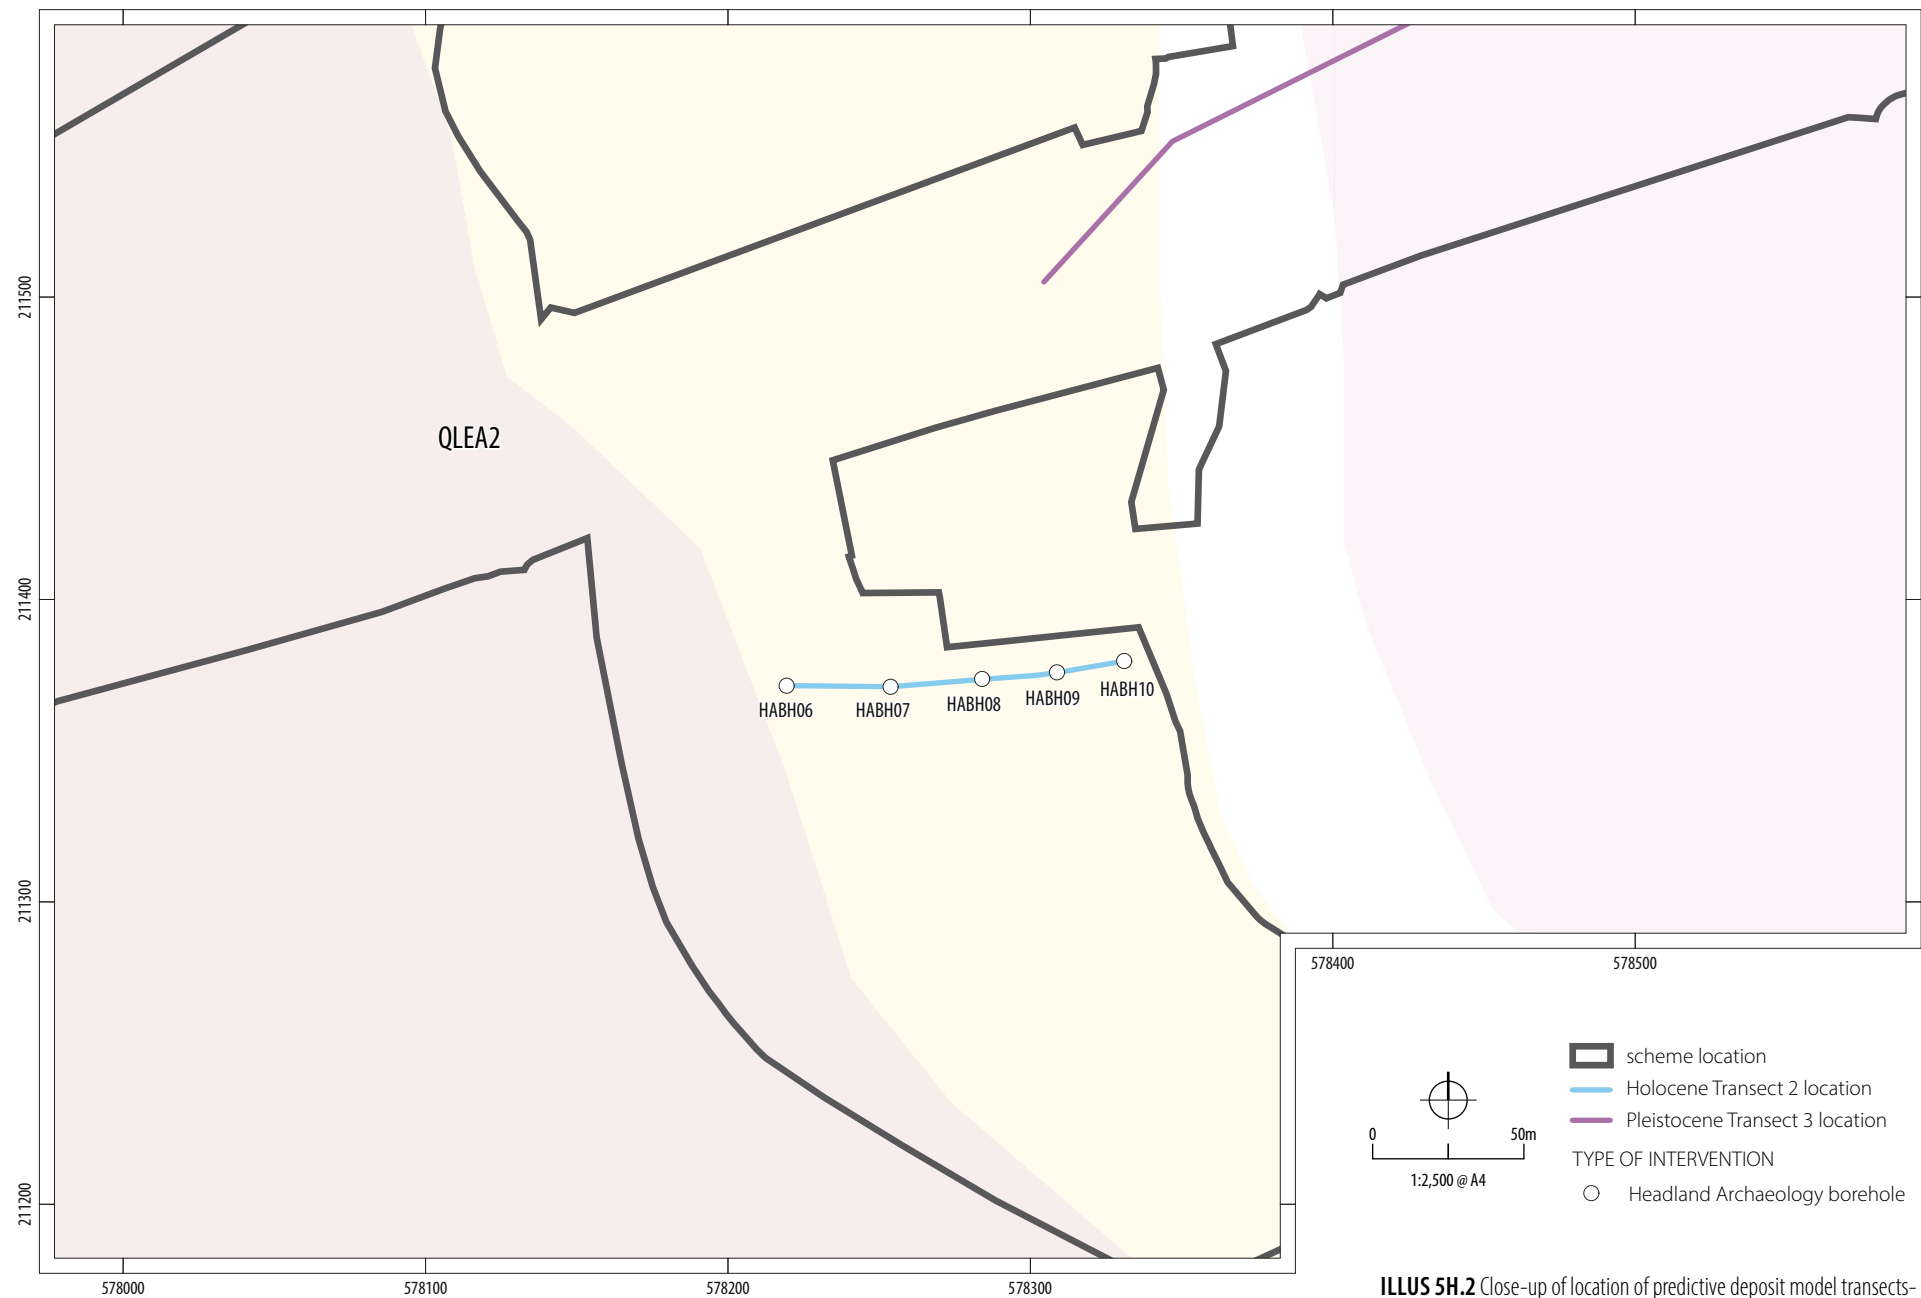 211500
QLEA2
211400
HABH06
HABH07
HABH08
HABH09
HABH10
211300
211200
578000
578100
578200
578300
578400
578500
scheme location
Holocene Transect 2 location
Pleistocene Transect 3 location
0 50m
1:2,500 @ A4
TYPE OF INTERVENTION
Headland Archaeology borehole
ILLUS 5H.2 Close-up of location of predictive deposit model transects-